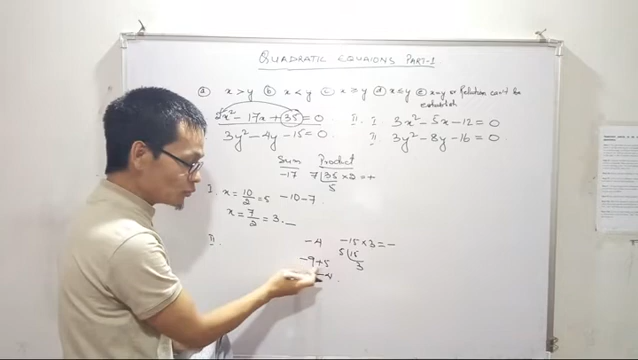 QUADRATIC EQUAIONS PART-1
(a) x > y (b) x < y (c) x ≥ y (d) x ≤ y (e) x=y or Relation can't be
2x² - 17x + 35 = 0 II. I 3x² - 5x - 12 = 0
3y² - 4y - 15 = 0. II 3y² - 8y - 16 = 0
Sum Product
-17 7|35 × 2 = +
5
I. x = 10/2 = 5 -10 -7.
x = 7/2 = 3.
II. -4 -15 × 3 = -
-9+5 5|15
3